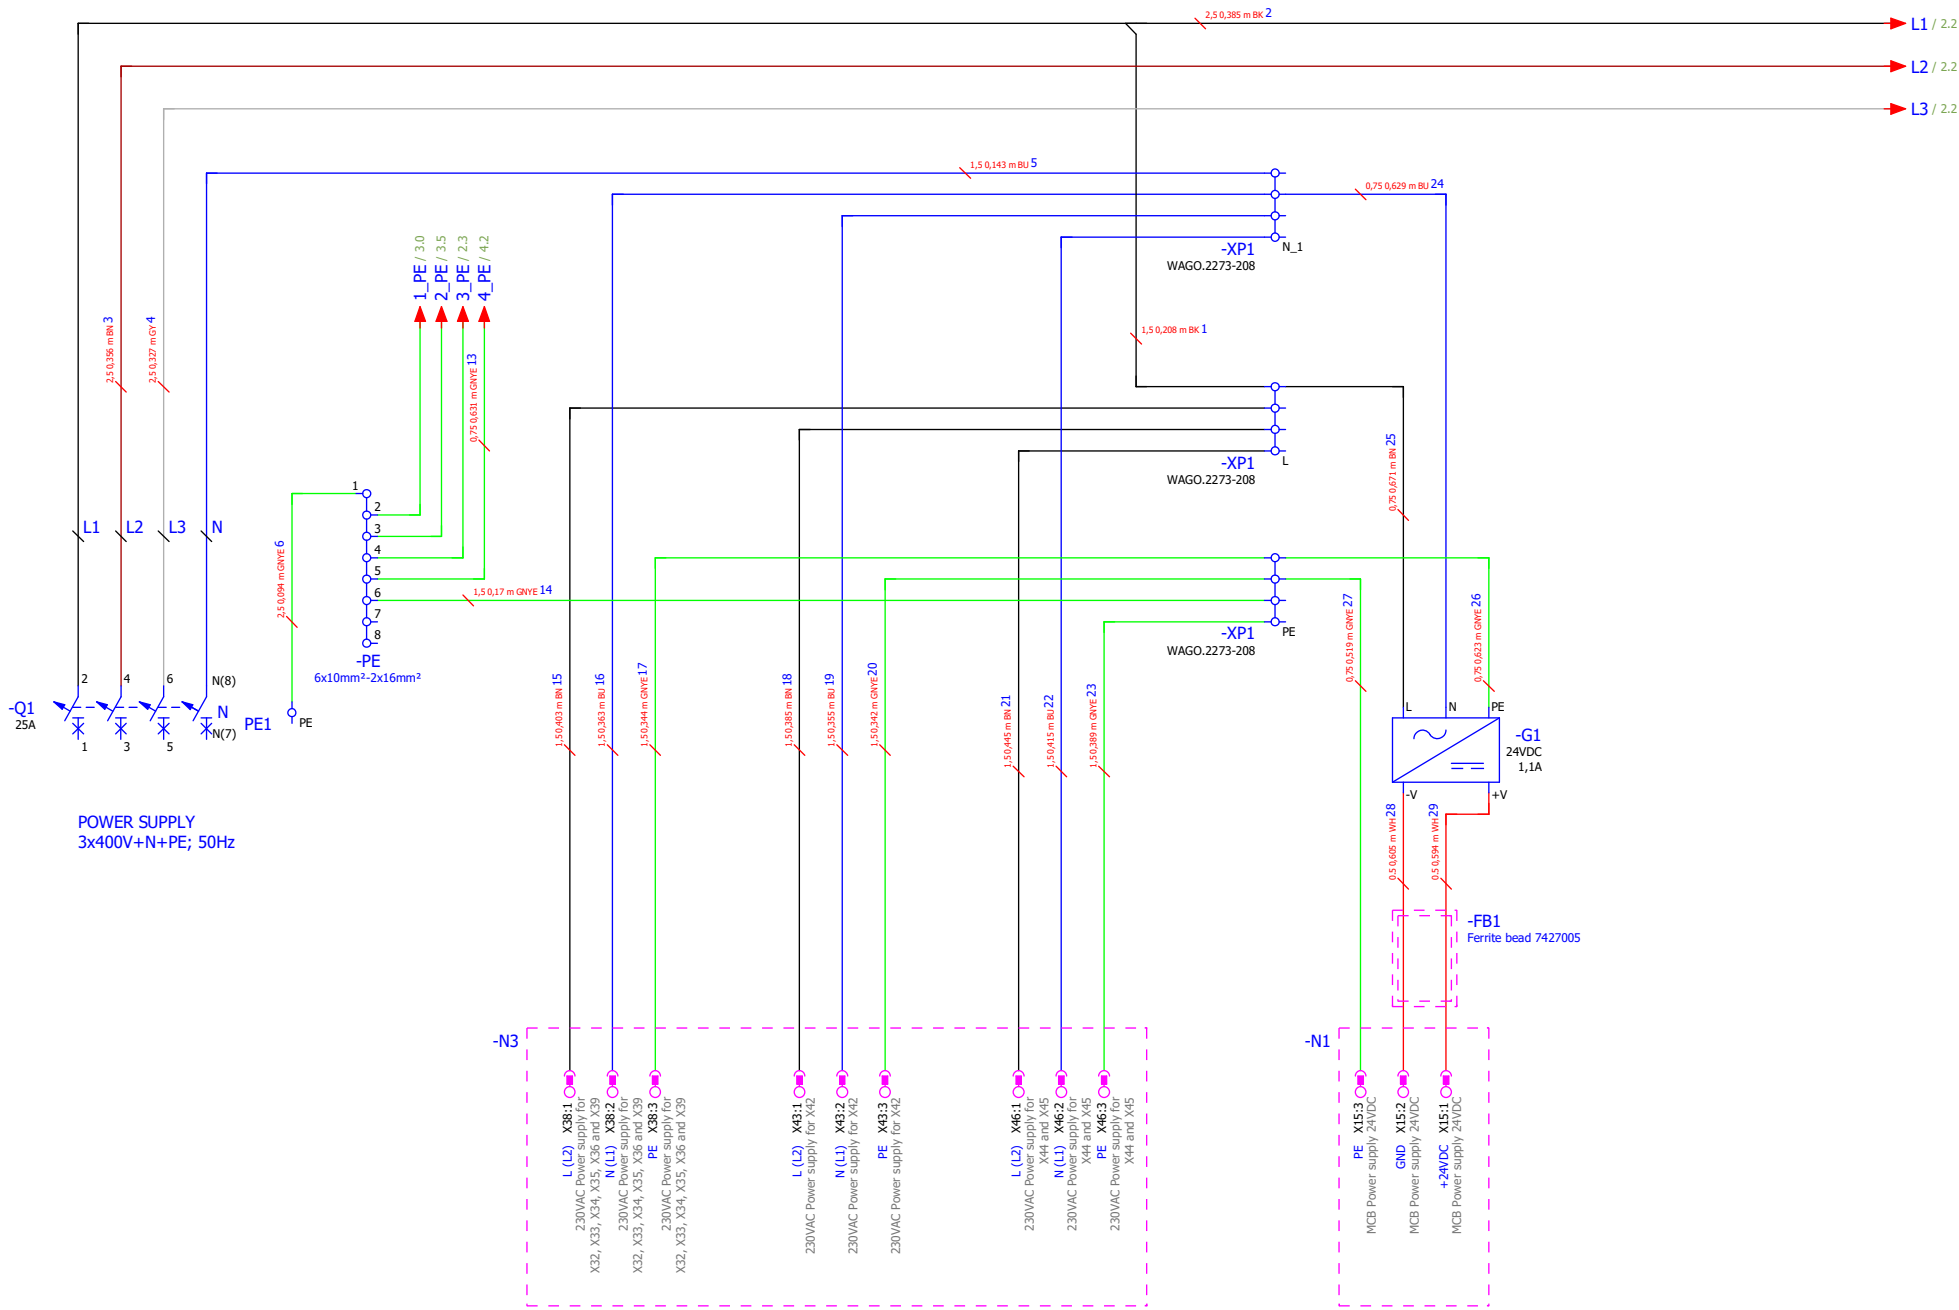 2,5 0,385 m BK 2
L1 / 2.2
L2 / 2.2
L3 / 2.2
1,5 0,143 m BU 5
0,75 0,629 m BU 24
-XP1
N_1
WAGO.2273-208
1_PE / 3.0
2_PE / 3.5
3_PE / 2.3
4_PE / 4.2
2,5 0,356 m BN 3
2,5 0,327 m GY 4
0,75 0,631 m GNYE 13
1,5 0,208 m BK 1
-XP1
L
WAGO.2273-208
0,75 0,671 m BN 25
L1
L2
L3
N
2,5 0,094 m GNYE 6
1
2
3
4
5
6
7
8
-PE
6x10mm²-2x16mm²
1,5 0,17 m GNYE 14
-XP1
PE
WAGO.2273-208
0,75 0,519 m GNYE 27
0,75 0,623 m GNYE 26
-Q1
25A
2
4
6
N(8)
N
1
3
5
N(7)
PE1
PE
1,5 0,403 m BN 15
1,5 0,363 m BU 16
1,5 0,344 m GNYE 17
1,5 0,385 m BN 18
1,5 0,355 m BU 19
1,5 0,342 m GNYE 20
1,5 0,445 m BN 21
1,5 0,415 m BU 22
1,5 0,389 m GNYE 23
L
N
PE
-G1
24VDC
1,1A
-V
+V
POWER SUPPLY
3x400V+N+PE; 50Hz
0.5 0,605 m WH 28
0.5 0,594 m WH 29
-FB1
Ferrite bead 7427005
-N3
X38:1
L (L2)
230VAC Power supply for
X32, X33, X34, X35, X36 and X39
X38:2
N (L1)
230VAC Power supply for
X32, X33, X34, X35, X36 and X39
X38:3
PE
230VAC Power supply for
X32, X33, X34, X35, X36 and X39
X43:1
L (L2)
230VAC Power supply for X42
X43:2
N (L1)
230VAC Power supply for X42
X43:3
PE
230VAC Power supply for X42
X46:1
L (L2)
230VAC Power supply for
X44 and X45
X46:2
N (L1)
230VAC Power supply for
X44 and X45
X46:3
PE
230VAC Power supply for
X44 and X45
-N1
X15:3
PE
MCB Power supply 24VDC
X15:2
GND
MCB Power supply 24VDC
X15:1
+24VDC
MCB Power supply 24VDC